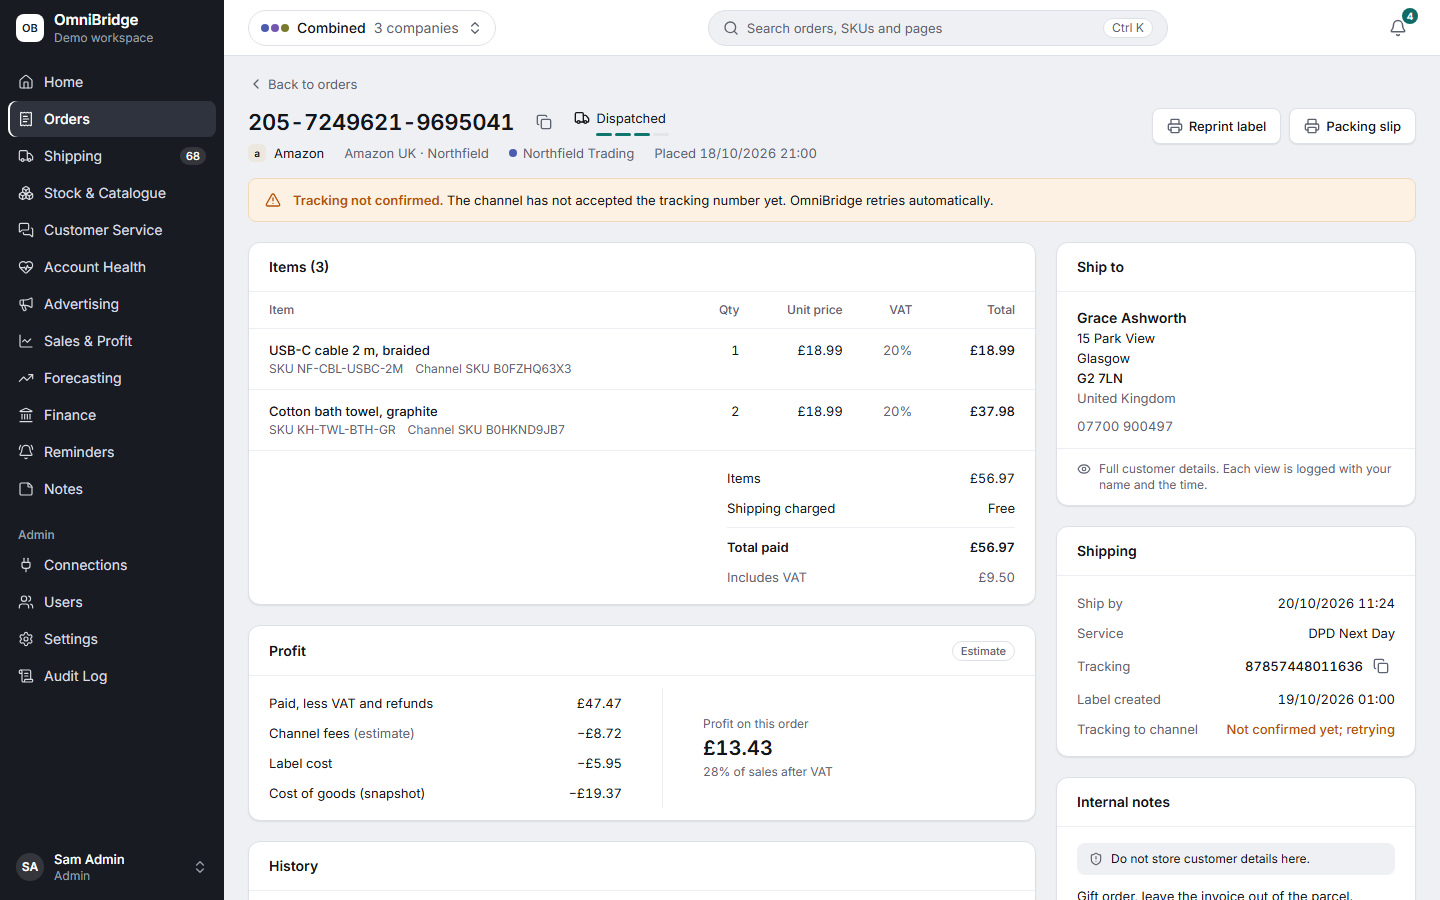 OB
OmniBridge
Demo workspace
Home
Orders
Shipping 68
Stock & Catalogue
Customer Service
Account Health
Advertising
Sales & Profit
Forecasting
Finance
Reminders
Notes
Admin
Connections
Users
Settings
Audit Log
SA
Sam Admin
Admin
Combined 3 companies
Search orders, SKUs and pages Ctrl K
4
Back to orders
205-7249621-9695041
Dispatched
Reprint label
Packing slip
a Amazon Amazon UK · Northfield Northfield Trading Placed 18/10/2026 21:00
Tracking not confirmed. The channel has not accepted the tracking number yet. OmniBridge retries automatically.
Items (3)
Item Qty Unit price VAT Total
USB-C cable 2 m, braided 1 £18.99 20% £18.99
SKU NF-CBL-USBC-2M Channel SKU B0FZHQ63X3
Cotton bath towel, graphite 2 £18.99 20% £37.98
SKU KH-TWL-BTH-GR Channel SKU B0HKND9JB7
Items £56.97
Shipping charged Free
Total paid £56.97
Includes VAT £9.50
Profit Estimate
Paid, less VAT and refunds £47.47
Channel fees (estimate) −£8.72
Label cost −£5.95
Cost of goods (snapshot) −£19.37
Profit on this order
£13.43
28% of sales after VAT
History
Ship to
Grace Ashworth
15 Park View
Glasgow
G2 7LN
United Kingdom
07700 900497
Full customer details. Each view is logged with your
name and the time.
Shipping
Ship by 20/10/2026 11:24
Service DPD Next Day
Tracking 87857448011636
Label created 19/10/2026 01:00
Tracking to channel Not confirmed yet; retrying
Internal notes
Do not store customer details here.
Gift order, leave the invoice out of the parcel.